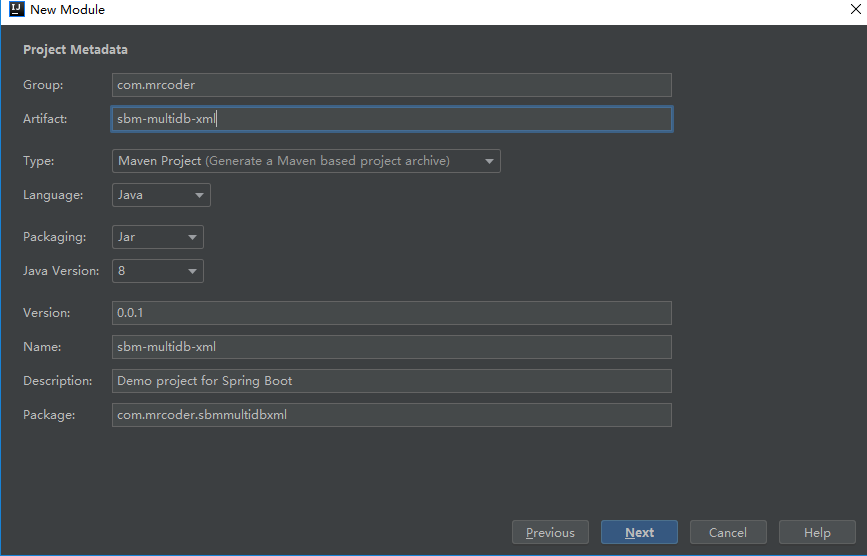 IJ New Module
Project Metadata
Group: com.mrcoder
Artifact: sbm-multidb-xml
Type: Maven Project (Generate a Maven based project archive)
Language: Java
Packaging: Jar
Java Version: 8
Version: 0.0.1
Name: sbm-multidb-xml
Description: Demo project for Spring Boot
Package: com.mrcoder.sbmmultidbxml
Previous Next Cancel Help